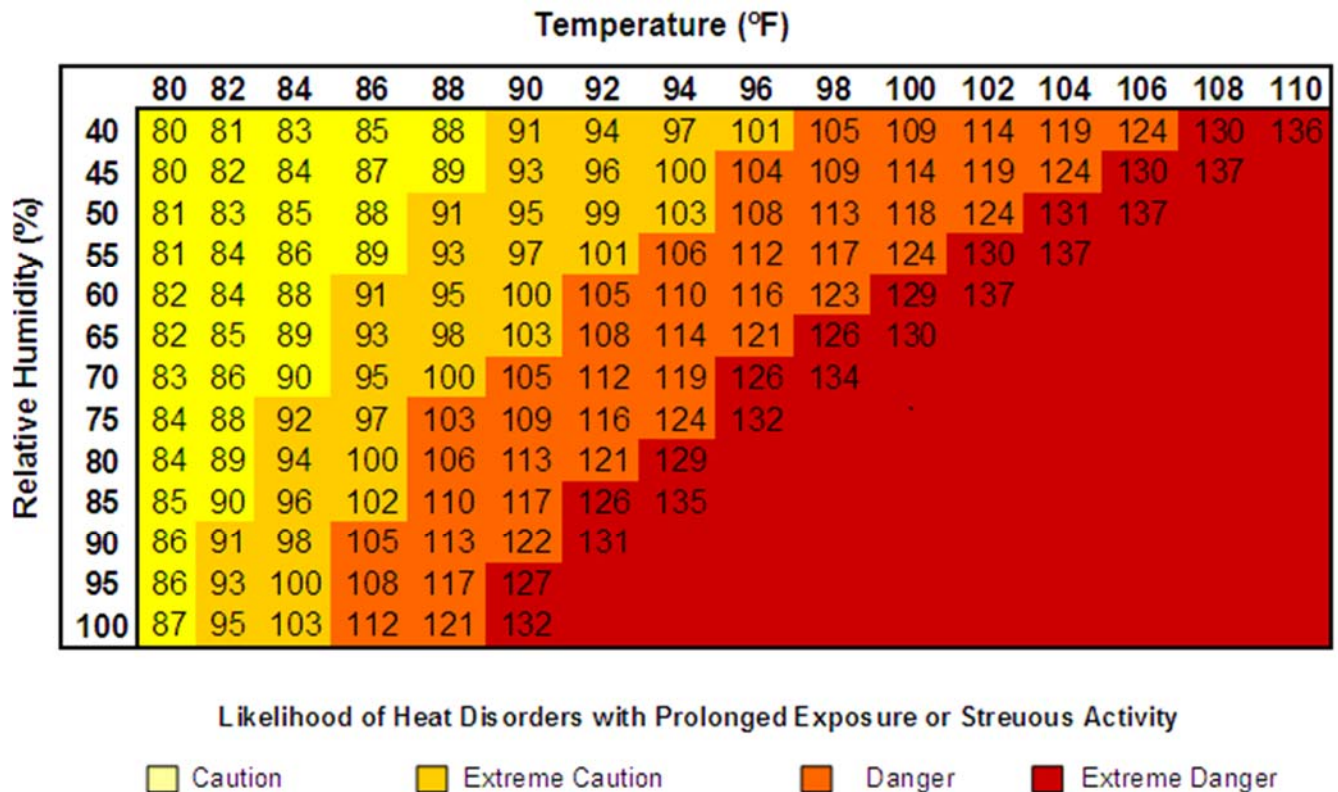 Temperature (ºF)
80 82 84 86 88 90 92 94 96 98 100 102 104 106 108 110
Relative Humidity (%)
40 80 81 83 85 88 91 94 97 101 105 109 114 119 124 130 136
45 80 82 84 87 89 93 96 100 104 109 114 119 124 130 137
50 81 83 85 88 91 95 99 103 108 113 118 124 131 137
55 81 84 86 89 93 97 101 106 112 117 124 130 137
60 82 84 88 91 95 100 105 110 116 123 129 137
65 82 85 89 93 98 103 108 114 121 126 130
70 83 86 90 95 100 105 112 119 126 134
75 84 88 92 97 103 109 116 124 132
80 84 89 94 100 106 113 121 129
85 85 90 96 102 110 117 126 135
90 86 91 98 105 113 122 131
95 86 93 100 108 117 127
100 87 95 103 112 121 132
Likelihood of Heat Disorders with Prolonged Exposure or Streuous Activity
Caution Extreme Caution Danger Extreme Danger